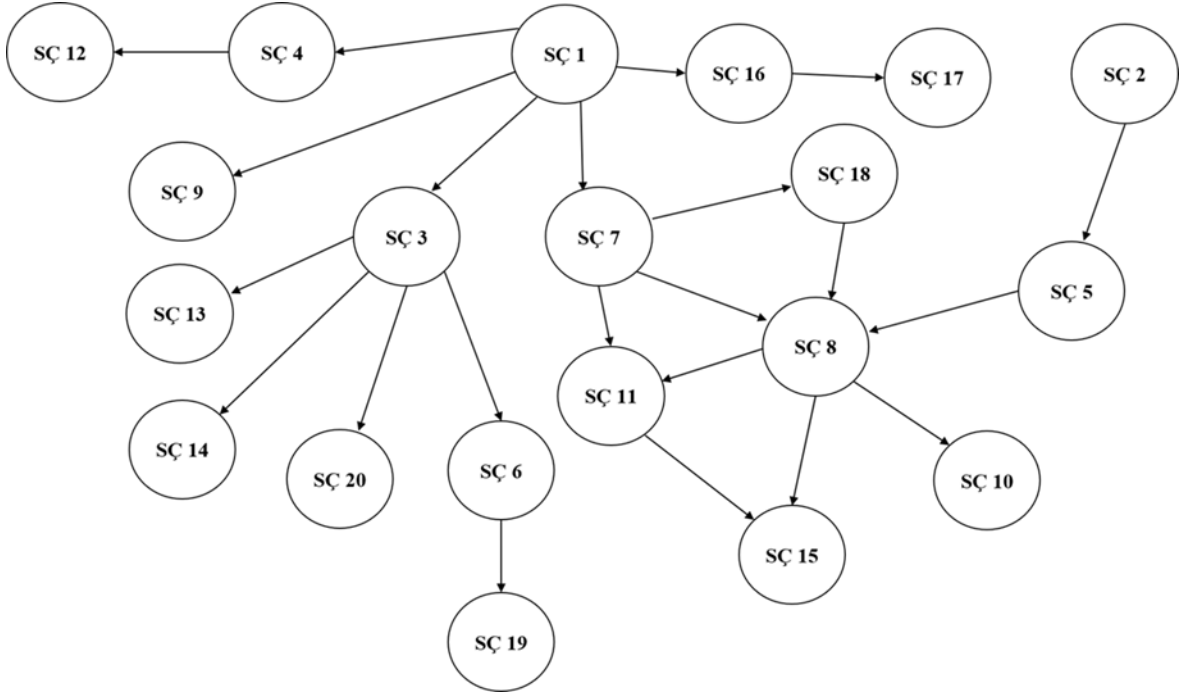 SÇ 12
SÇ 4
SÇ 1
SÇ 16
SÇ 17
SÇ 2
SÇ 9
SÇ 18
SÇ 3
SÇ 7
SÇ 5
SÇ 13
SÇ 8
SÇ 11
SÇ 14
SÇ 20
SÇ 6
SÇ 10
SÇ 15
SÇ 19